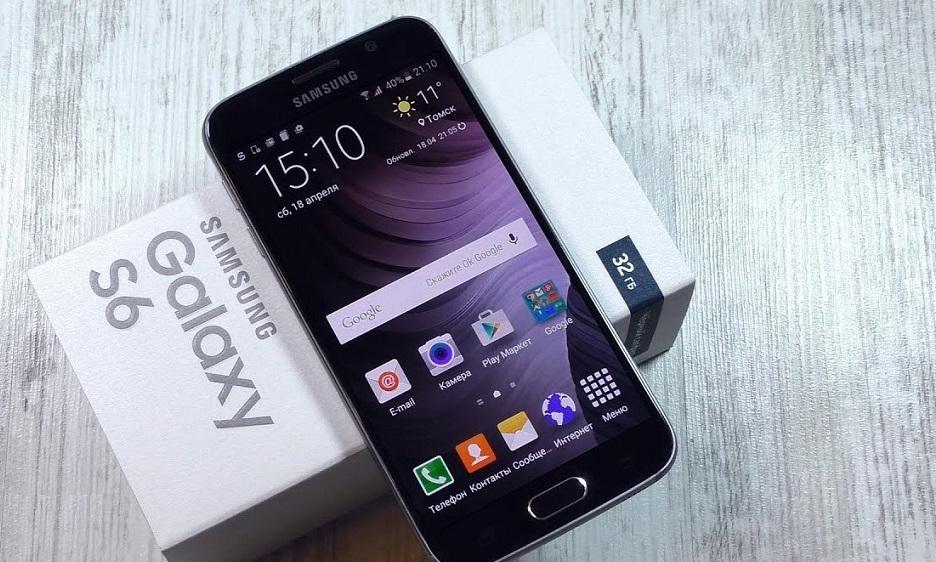 SAMSUNG
40% 21:10
15:10
сб, 18 апреля
11°
Томск
Обновл. 18.04 21:05
Google
Скажите Ok Google
E-mail
Камера
Play Маркет
Google
Телефон
Контакты
Сообще...
Интернет
Меню
SAMSUNG
Galaxy
S6
32 ГБ